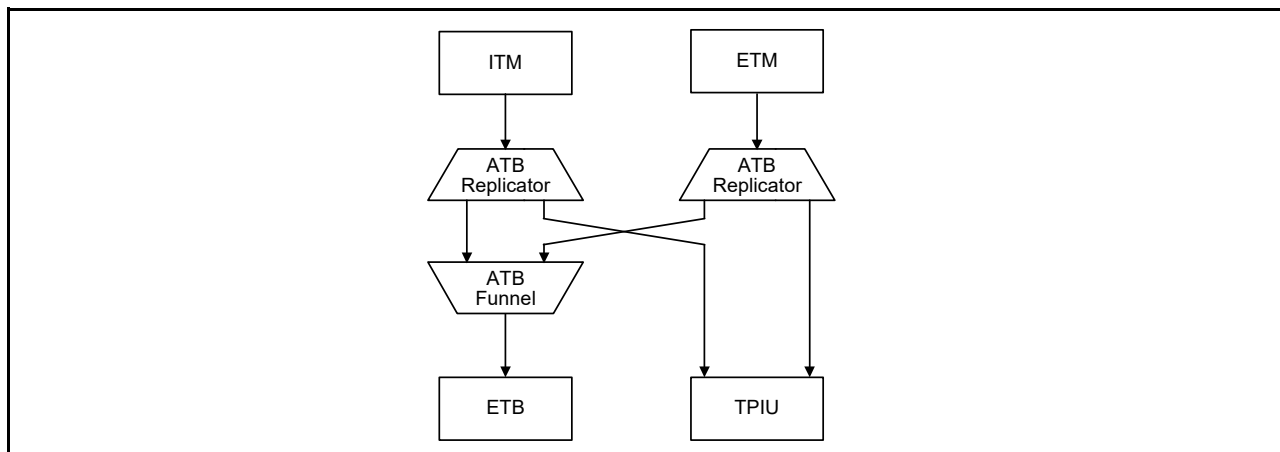 ITM
ETM
ATB
Replicator
ATB
Replicator
ATB
Funnel
ETB
TPIU